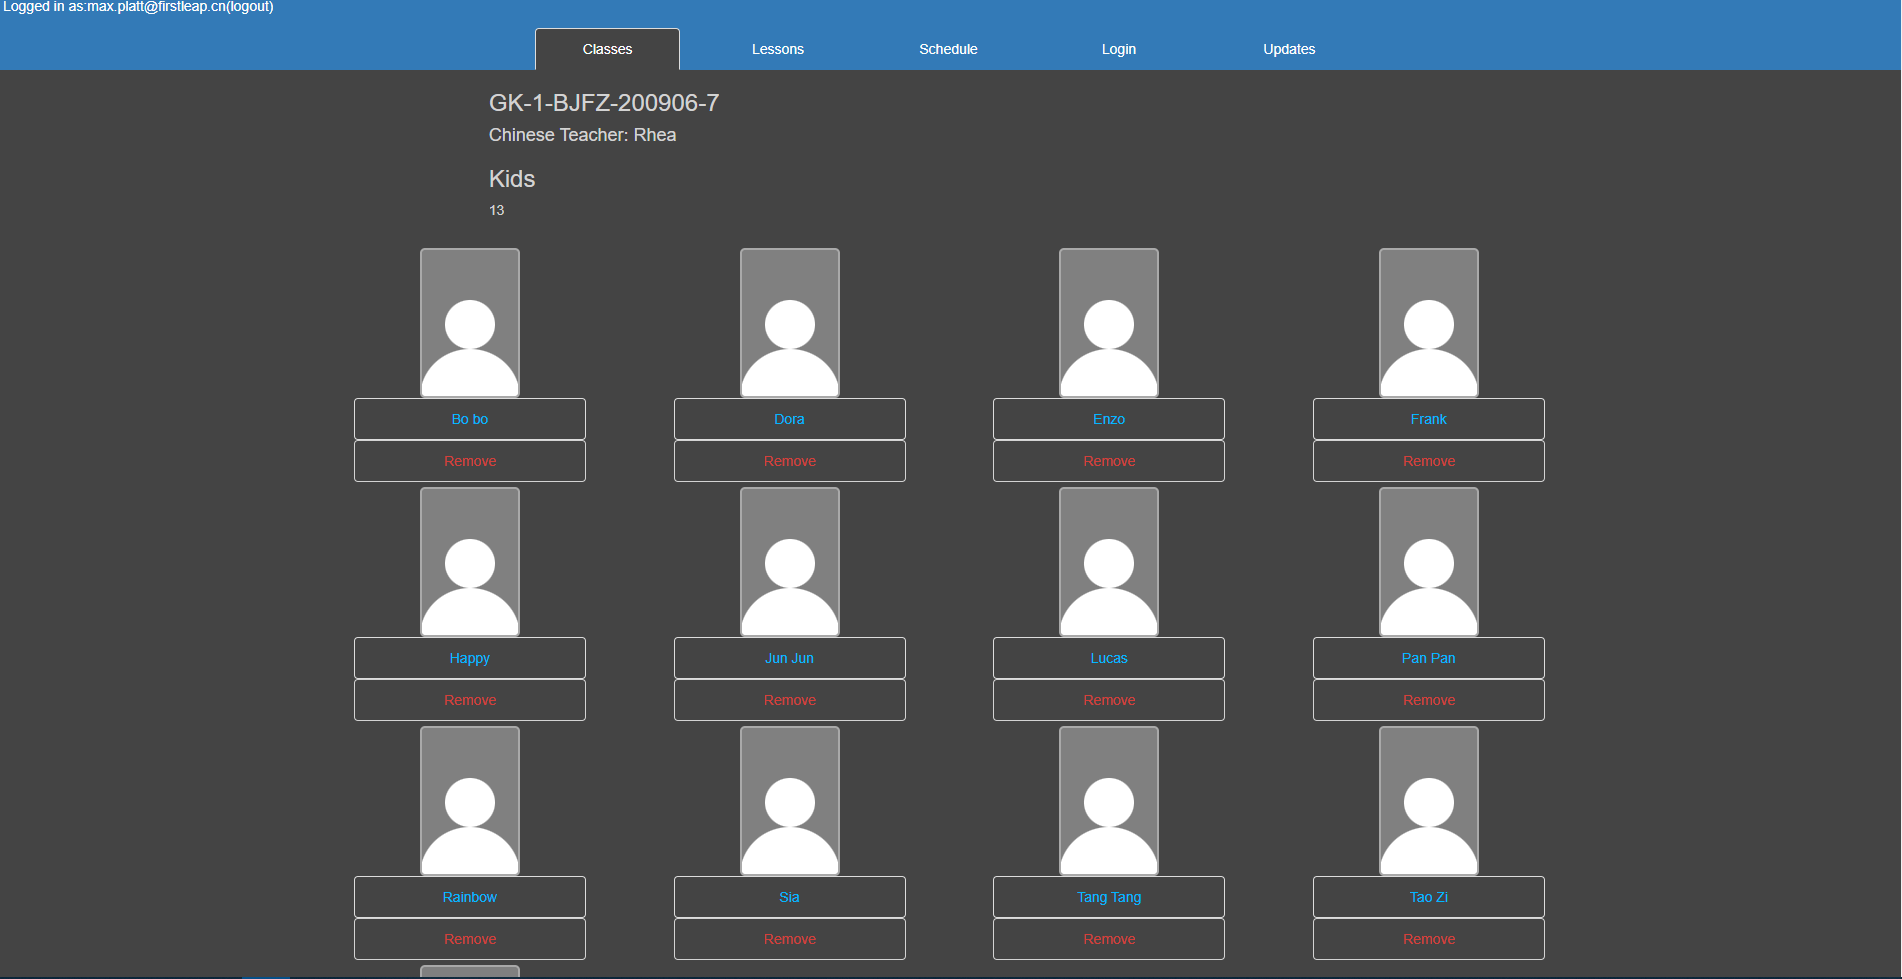 Logged in as:max.platt@firstleap.cn(logout)
Classes Lessons Schedule Login Updates
GK-1-BJFZ-200906-7
Chinese Teacher: Rhea
Kids
13
Bo bo Dora Enzo Frank
Remove Remove Remove Remove
Happy Jun Jun Lucas Pan Pan
Remove Remove Remove Remove
Rainbow Sia Tang Tang Tao Zi
Remove Remove Remove Remove